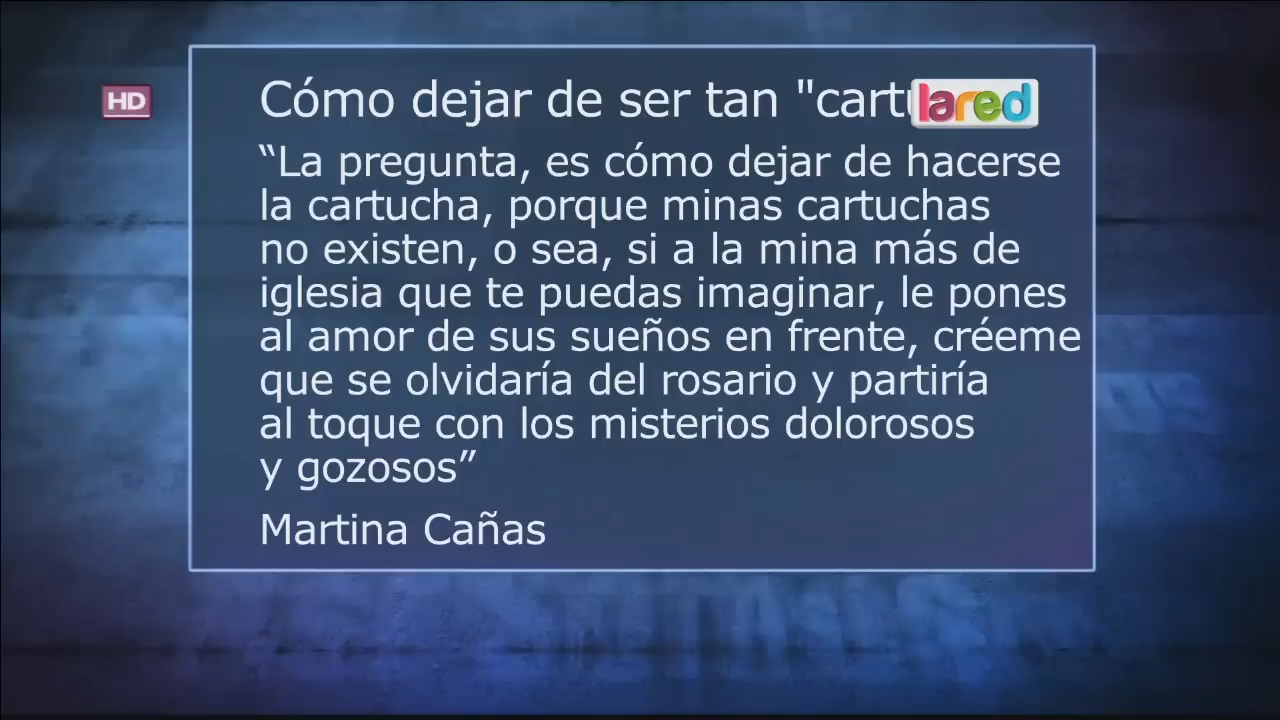 HD
Cómo dejar de ser tan
lared
“La pregunta, es cómo dejar de hacerse
la cartucha, porque minas cartuchas
no existen, o sea, si a la mina más de
iglesia que te puedas imaginar, le pones
al amor de sus sueños en frente, créeme
que se olvidaría del rosario y partiría
al toque con los misterios dolorosos
y gozosos”
Martina Cañas